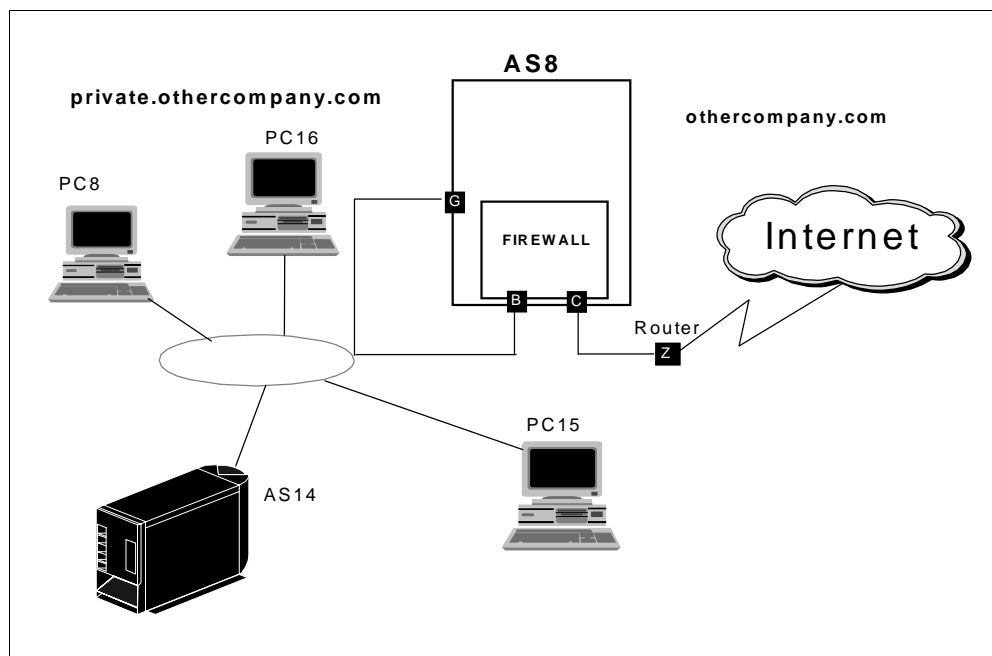 AS8
private.othercompany.com
othercompany.com
PC16
PC8
G
FIREWALL
Internet
B
C
Router
Z
PC15
AS14